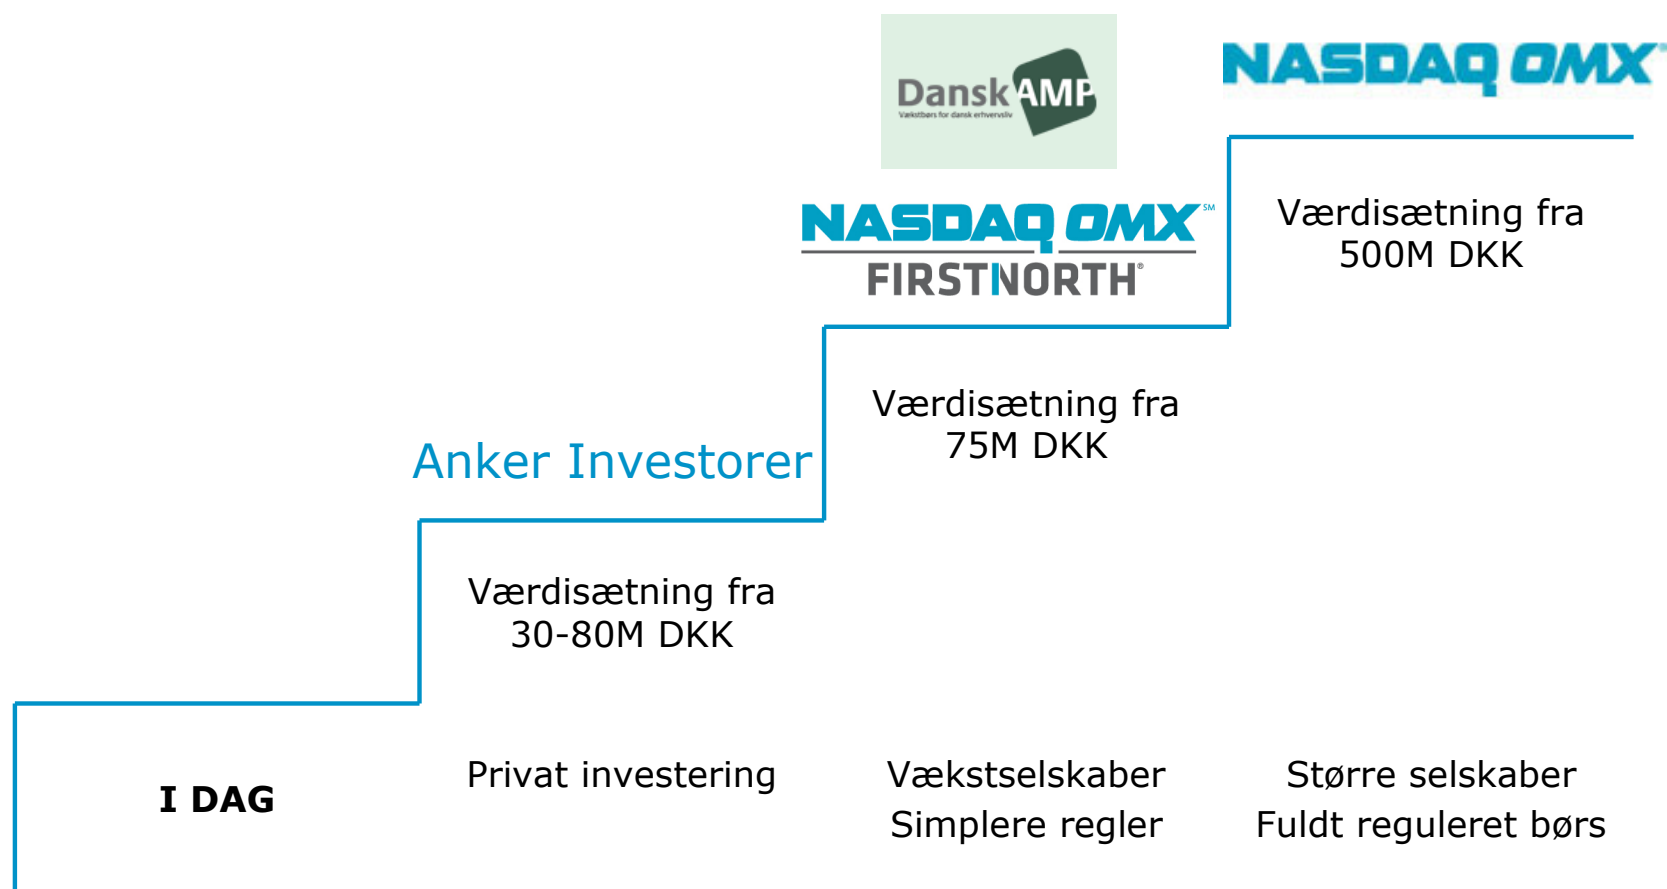 Dansk AMP
Vækstbørs for dansk erhvervsliv
NASDAQ OMX®
NASDAQ OMX℠
FIRSTNORTH®
Værdisætning fra
500M DKK
Værdisætning fra
75M DKK
Anker Investorer
Værdisætning fra
30-80M DKK
I DAG
Privat investering
Vækstselskaber
Simplere regler
Større selskaber
Fuldt reguleret børs